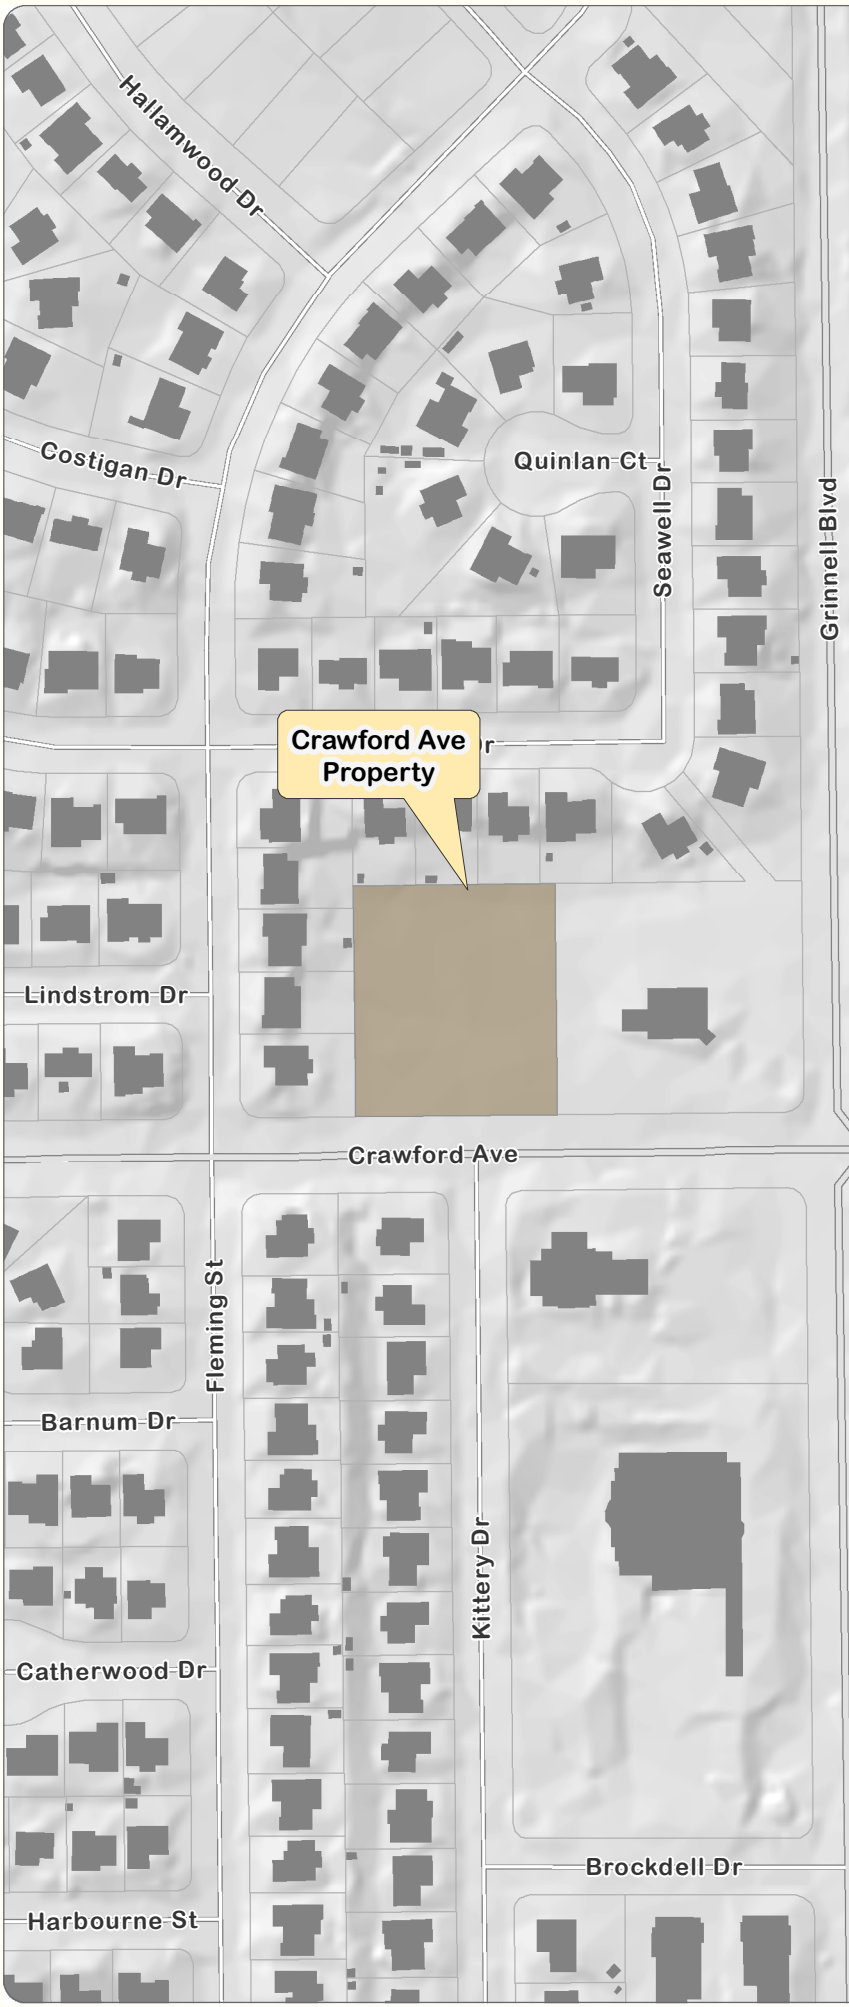 Hallamwood Dr
Costigan Dr
Quinlan Ct
Seawell Dr
Grinnell Blvd
Crawford Ave
Property
Dr
Lindstrom Dr
Crawford Ave
Fleming St
Barnum Dr
Kittery Dr
Catherwood Dr
Brockdell Dr
Harbourne St